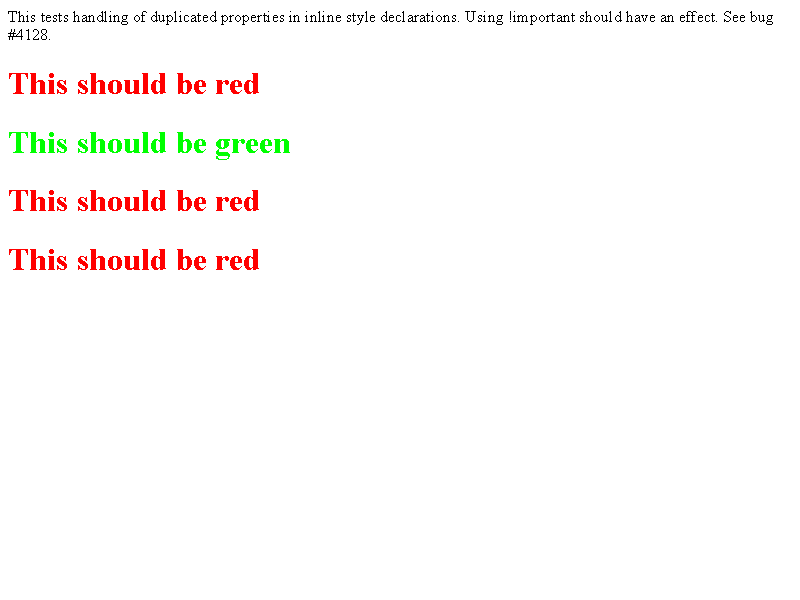 This tests handling of duplicated properties in inline style declarations. Using !important should have an effect. See bug
#4128.
This should be red
This should be green
This should be red
This should be red